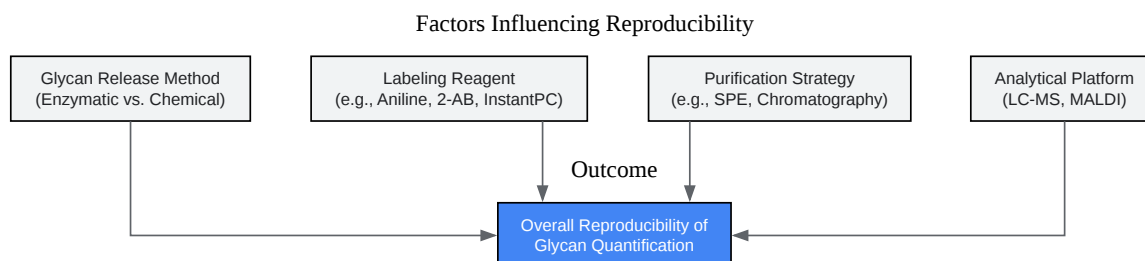 Factors Influencing Reproducibility
Glycan Release Method
(Enzymatic vs. Chemical)
Labeling Reagent
(e.g., Aniline, 2-AB, InstantPC)
Purification Strategy
(e.g., SPE, Chromatography)
Analytical Platform
(LC-MS, MALDI)
Outcome
Overall Reproducibility of
Glycan Quantification